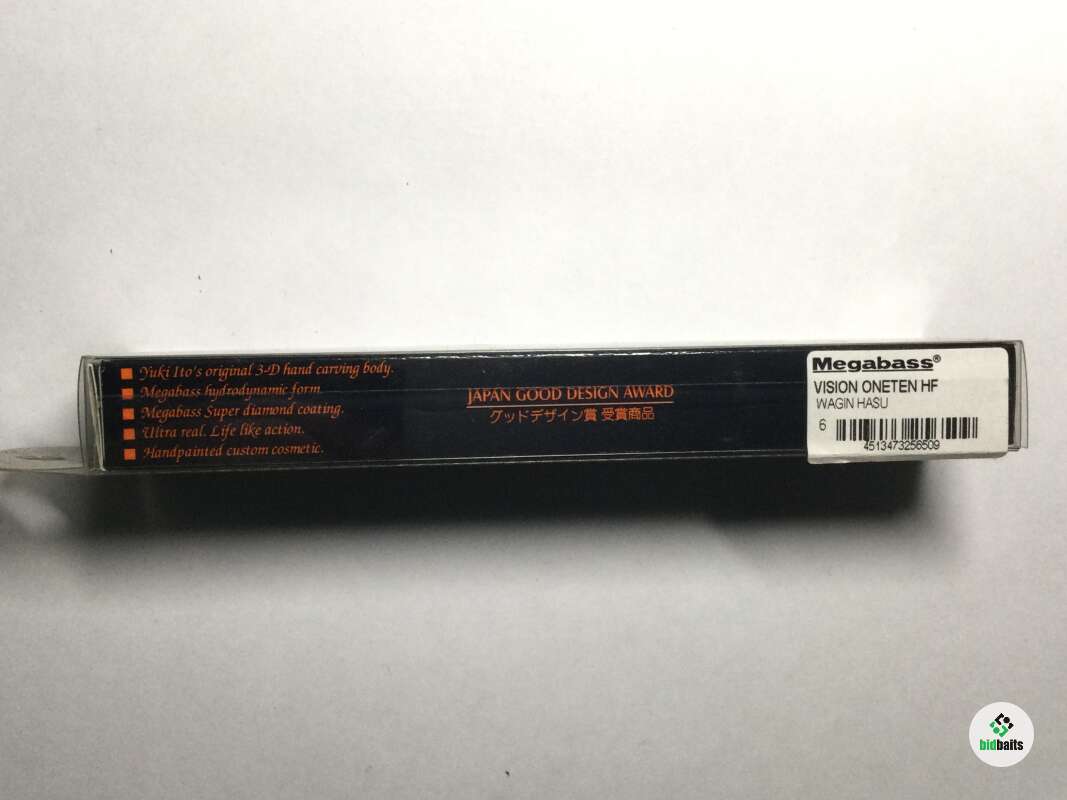 Yuki Ito's original 3-D hand carving body.
Megabass hydrodynamic form.
Megabass Super diamond coating.
Ultra real. Life like action.
Handpainted custom cosmetic.
JAPAN GOOD DESIGN AWARD
グッドデザイン賞 受賞商品
Megabass®
VISION ONETEN HF
WAGIN HASU
6
4513473256509
bidbaits